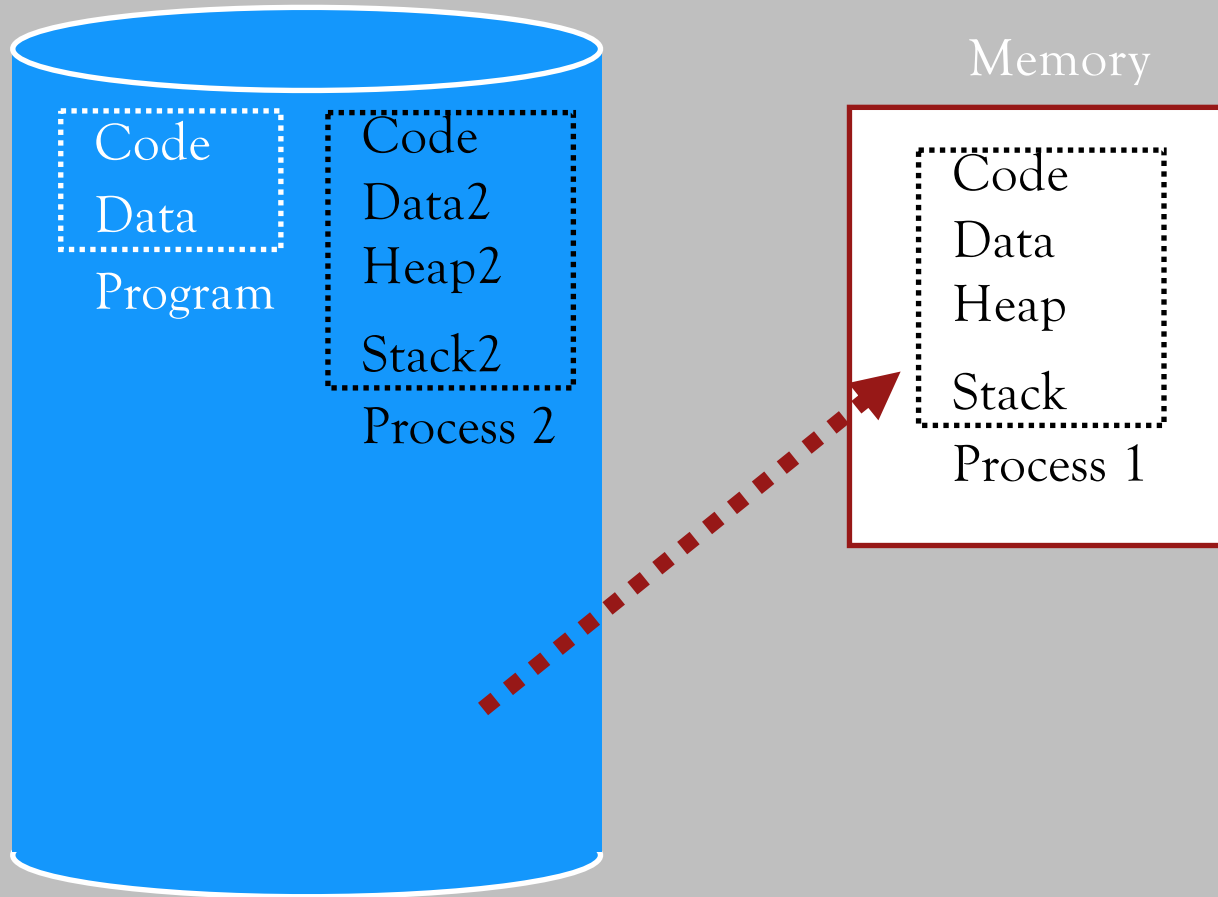 Memory
Code
Data
Program
Code
Data2
Heap2
Stack2
Process 2
Code
Data
Heap
Stack
Process 1